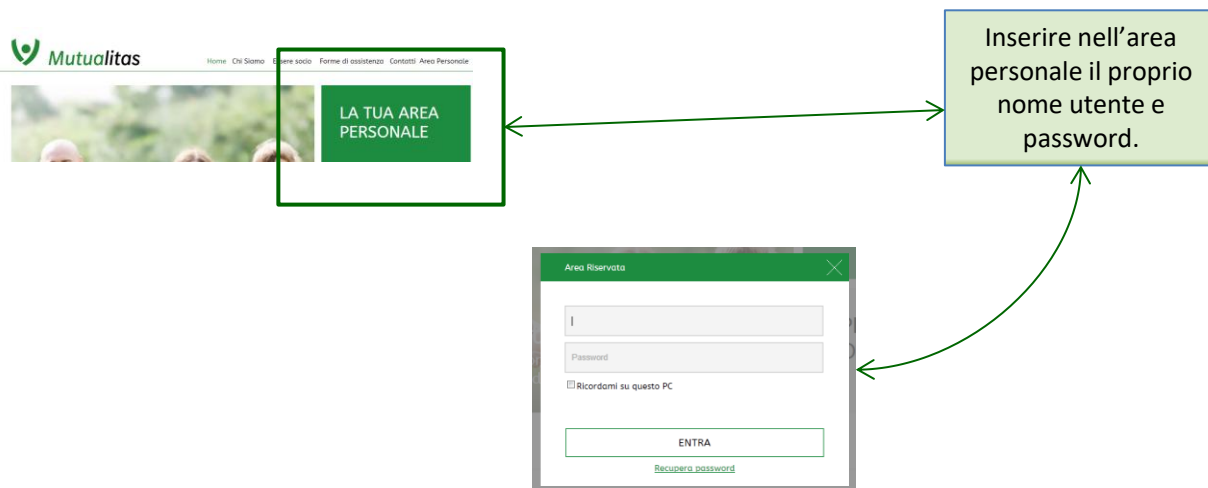 Mutualitas
Home Chi Siamo Essere socio Forme di assistenza Contatti Area Personale
LA TUA AREA
PERSONALE
Inserire nell'area
personale il proprio
nome utente e
password.
Area Riservata
Password
Ricordami su questo PC
ENTRA
Recupera password